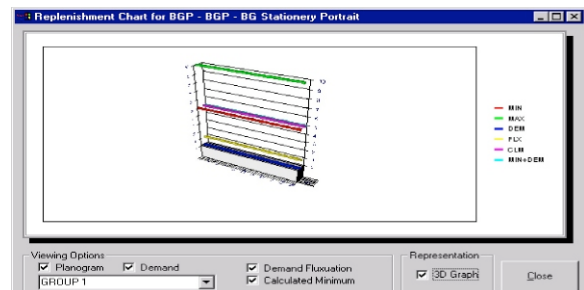 Replenishment Chart for BGP - BGP - BG Stationery Portrait
MIN
MAX
DEM
FLX
CLM
MIN+DEM
Viewing Options
Planogram
Demand
Demand Fluxuation
GROUP 1
Calculated Minimum
Representation
3D Graph
Close